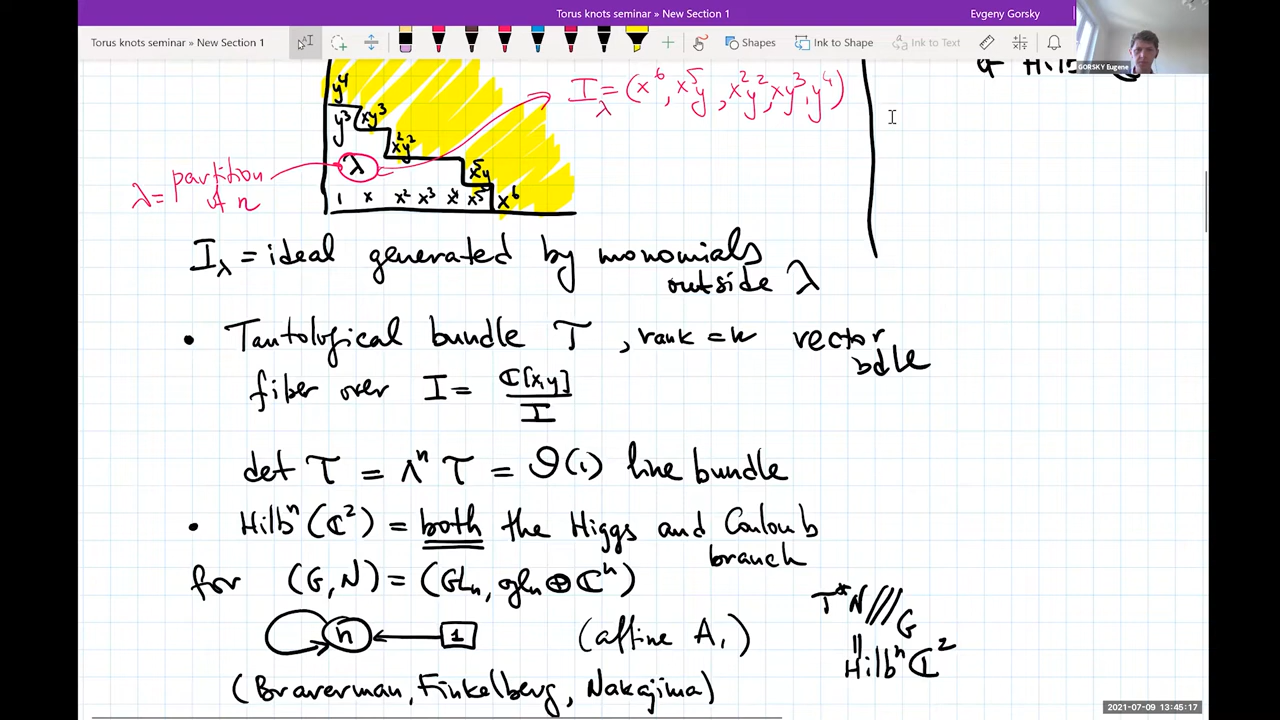 Torus knots seminar » New Section 1
Evgeny Gorsky
Torus knots seminar » New Section 1
Shapes
Ink to Shape
Ink to Text
GORSKY Eugene
y⁴
y³ xy³
x²y²
λ
x⁵y
1 x x² x³ x⁴ x⁵ x⁶
I_λ = (x⁶, x⁵y, x²y², xy³, y⁴)
λ = partition
of n
I_λ = ideal generated by monomials
outside λ
• Tautological bundle T, rank = n vector
bdle
fiber over I = ℂ[x,y]
I
det T = Λⁿ T = O(1) line bundle
• Hilbⁿ(ℂ²) = both the Higgs and Coulomb
branch
for (G, N) = (GLn, gln ⊕ ℂⁿ)
n ← 1 (affine A₁)
T*N //// G
||
Hilbⁿ ℂ²
(Braverman, Finkelberg, Nakajima)
2021-07-09 13:45:17